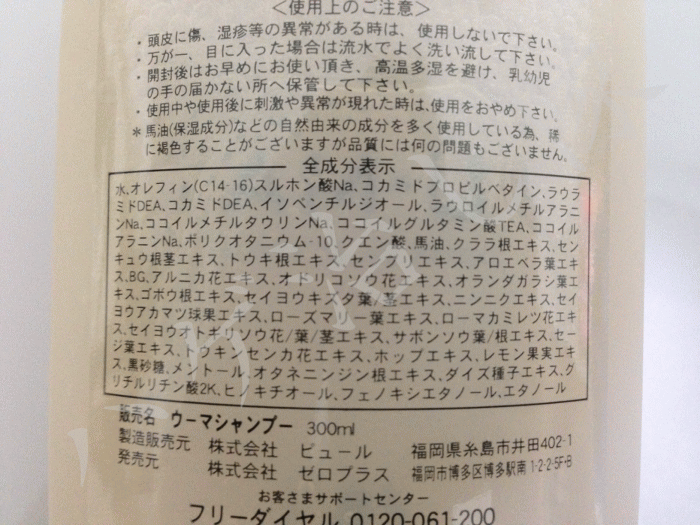 ＜使用上のご注意＞
・頭皮に傷、湿疹等の異常がある時は、使用しないで下さい。
・万が一、目に入った場合は流水でよく洗い流して下さい。
・開封後はお早めにお使い頂き、高温多湿を避け、乳幼児
の手の届かない所へ保管して下さい。
・使用中や使用後に刺激や異常が現れた時は、使用をおやめ下さい。
＊馬油(保湿成分)などの自然由来の成分を多く使用している為、稀
に褐色することがございますが品質には何の問題もございません。
全成分表示
水、オレフィン(C14-16)スルホン酸Na、コカミドプロピルベタイン、ラウラ
ミドDEA、コカミドDEA、イソペンチルジオール、ラウロイルメチルアラニ
ンNa、ココイルメチルタウリンNa、ココイルグルタミン酸TEA、ココイル
アラニンNa、ポリクオタニウム-10、クエン酸、馬油、クララ根エキス、セン
キュウ根茎エキス、トウキ根エキス、センブリエキス、アロエベラ葉エキ
ス、BG、アルニカ花エキス、オドリコソウ花エキス、オランダガラシ葉エ
キス、ゴボウ根エキス、セイヨウキズタ葉/茎エキス、ニンニクエキス、セイ
ヨウアカマツ球果エキス、ローズマリー葉エキス、ローマカミツレ花エキ
ス、セイヨウオトギリソウ花/葉/茎エキス、サボンソウ葉/根エキス、セー
ジ葉エキス、トウキンセンカ花エキス、ホップエキス、レモン果実エキ
ス、黒砂糖、メントール、オタネニンジン根エキス、ダイズ種子エキス、グ
リチルリチン酸2K、ヒノキチオール、フェノキシエタノール、エタノール
販売名 ウーマシャンプー 300ml
製造販売元 株式会社 ピュール 福岡県糸島市井田402-1
発売元 株式会社 ゼロプラス 福岡市博多区博多駅南1-2-2-5F・B
お客さまサポートセンター
フリーダイヤル 0120-061-200